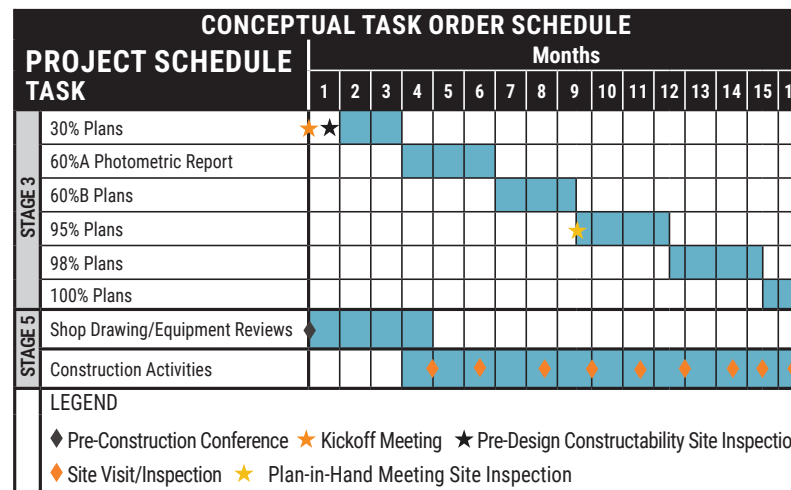 CONCEPTUAL TASK ORDER SCHEDULE
PROJECT SCHEDULE
TASK
Months
1 2 3 4 5 6 7 8 9 10 11 12 13 14 15 1
STAGE 3
30% Plans
60%A Photometric Report
60%B Plans
95% Plans
98% Plans
100% Plans
STAGE 5
Shop Drawing/Equipment Reviews
Construction Activities
LEGEND
Pre-Construction Conference Kickoff Meeting Pre-Design Constructability Site Inspectio
Site Visit/Inspection Plan-in-Hand Meeting Site Inspection